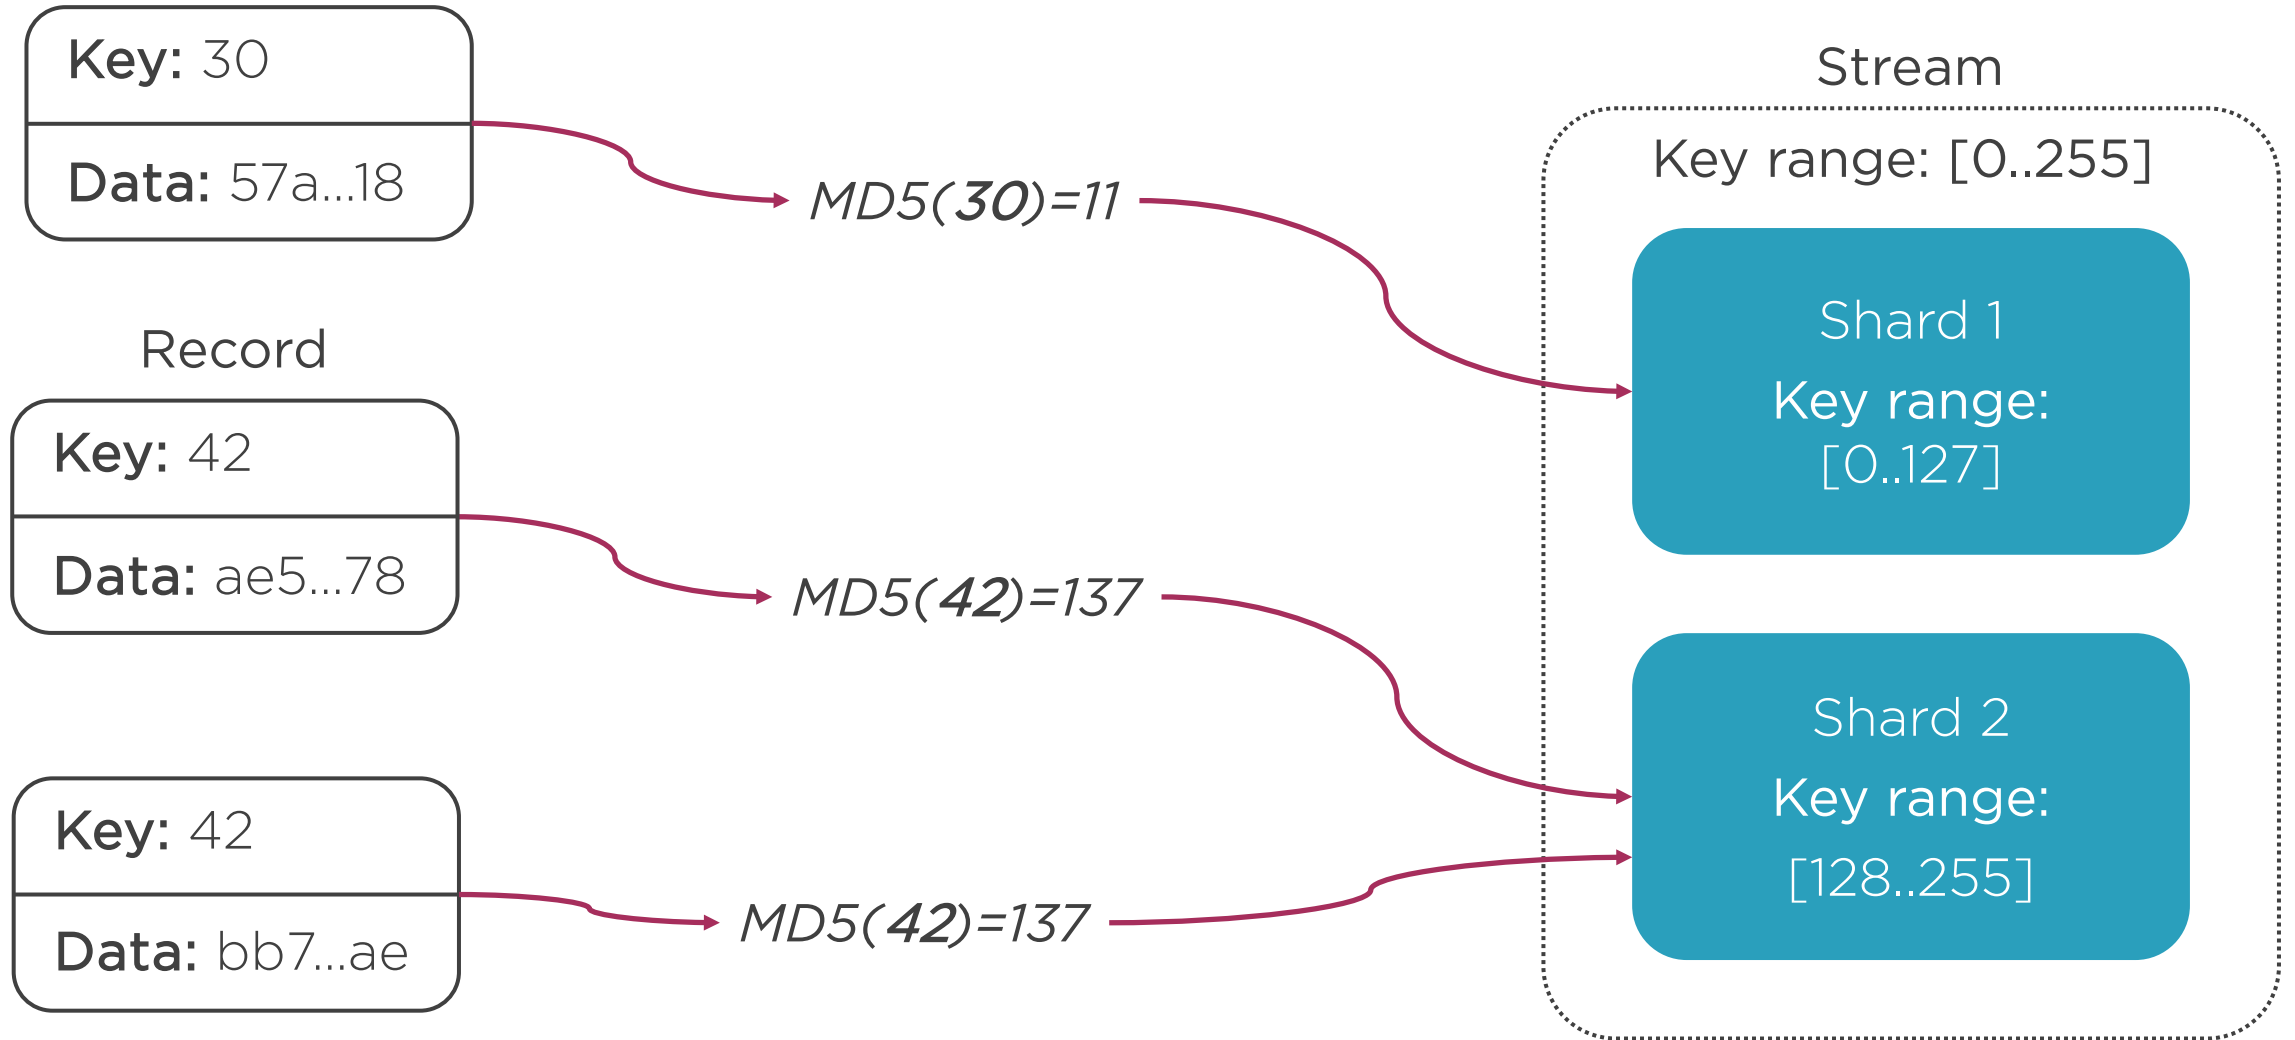 Key: 30
Data: 57a...18
MD5(30)=11
Record
Key: 42
Data: ae5...78
MD5(42)=137
Key: 42
Data: bb7...ae
MD5(42)=137
Stream
Key range: [0..255]
Shard 1
Key range:
[0..127]
Shard 2
Key range:
[128..255]